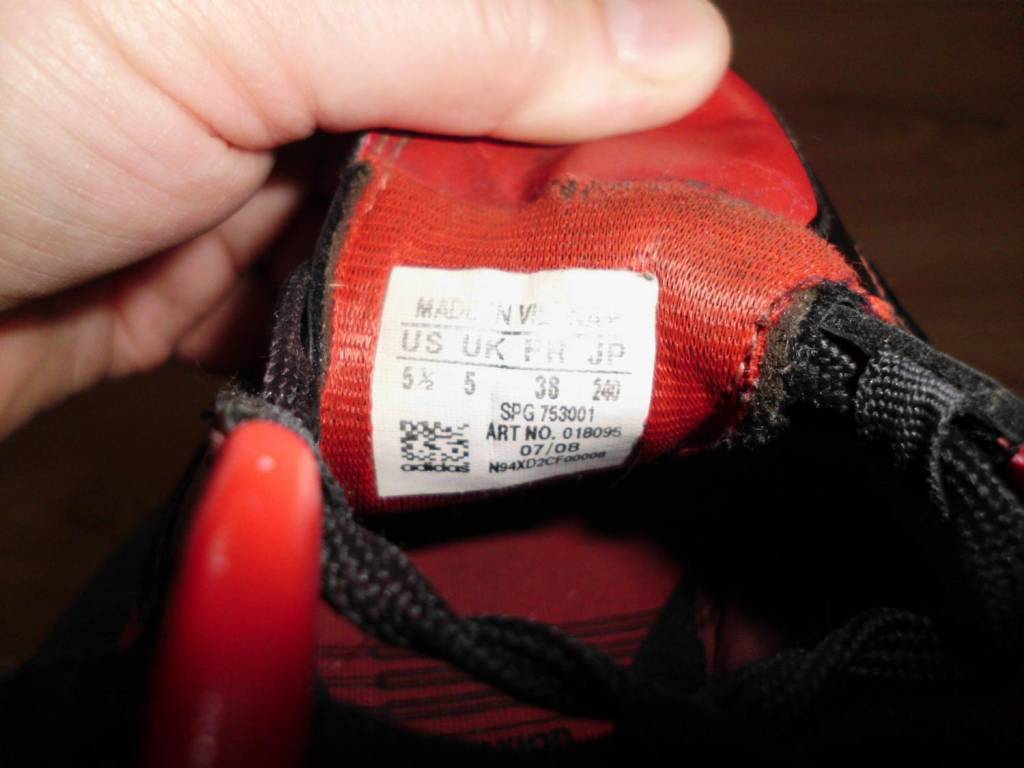 MADE IN VIETNAM
US UK FR JP
5½ 5 38 240
SPG 753001
ART NO. 018095
07/08
adidas N94XD2CF00006